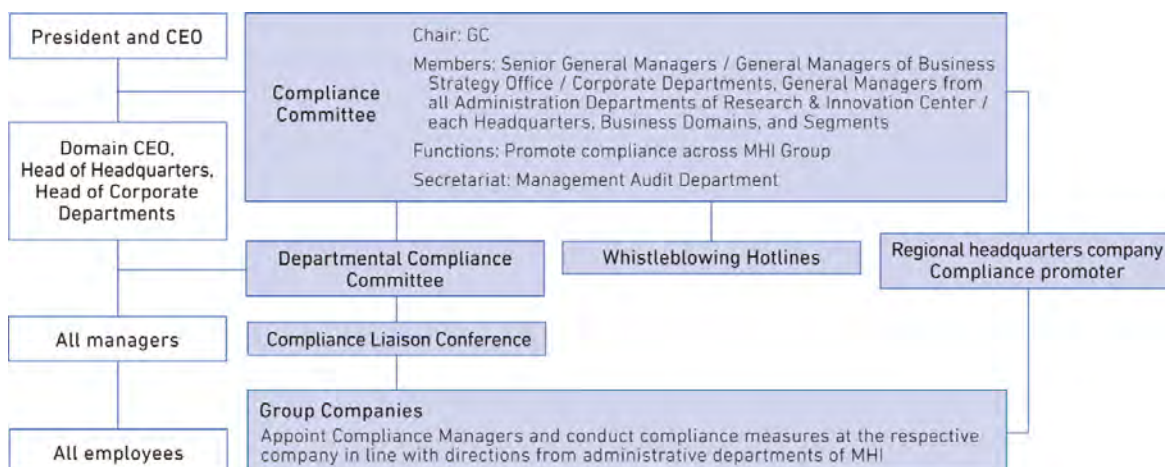 President and CEO
Domain CEO,
Head of Headquarters,
Head of Corporate
Departments
All managers
All employees
Compliance
Committee
Chair: GC
Members: Senior General Managers / General Managers of Business
Strategy Office / Corporate Departments, General Managers from
all Administration Departments of Research & Innovation Center /
each Headquarters, Business Domains, and Segments
Functions: Promote compliance across MHI Group
Secretariat: Management Audit Department
Departmental Compliance
Committee
Whistleblowing Hotlines
Regional headquarters company
Compliance promoter
Compliance Liaison Conference
Group Companies
Appoint Compliance Managers and conduct compliance measures at the respective
company in line with directions from administrative departments of MHI